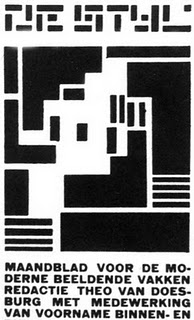 DE STIJL
MAANDBLAD VOOR DE MO-
DERNE BEELDENDE VAKKEN
REDACTIE THEO VAN DOES-
BURG MET MEDEWERKING
VAN VOORNAME BINNEN- EN